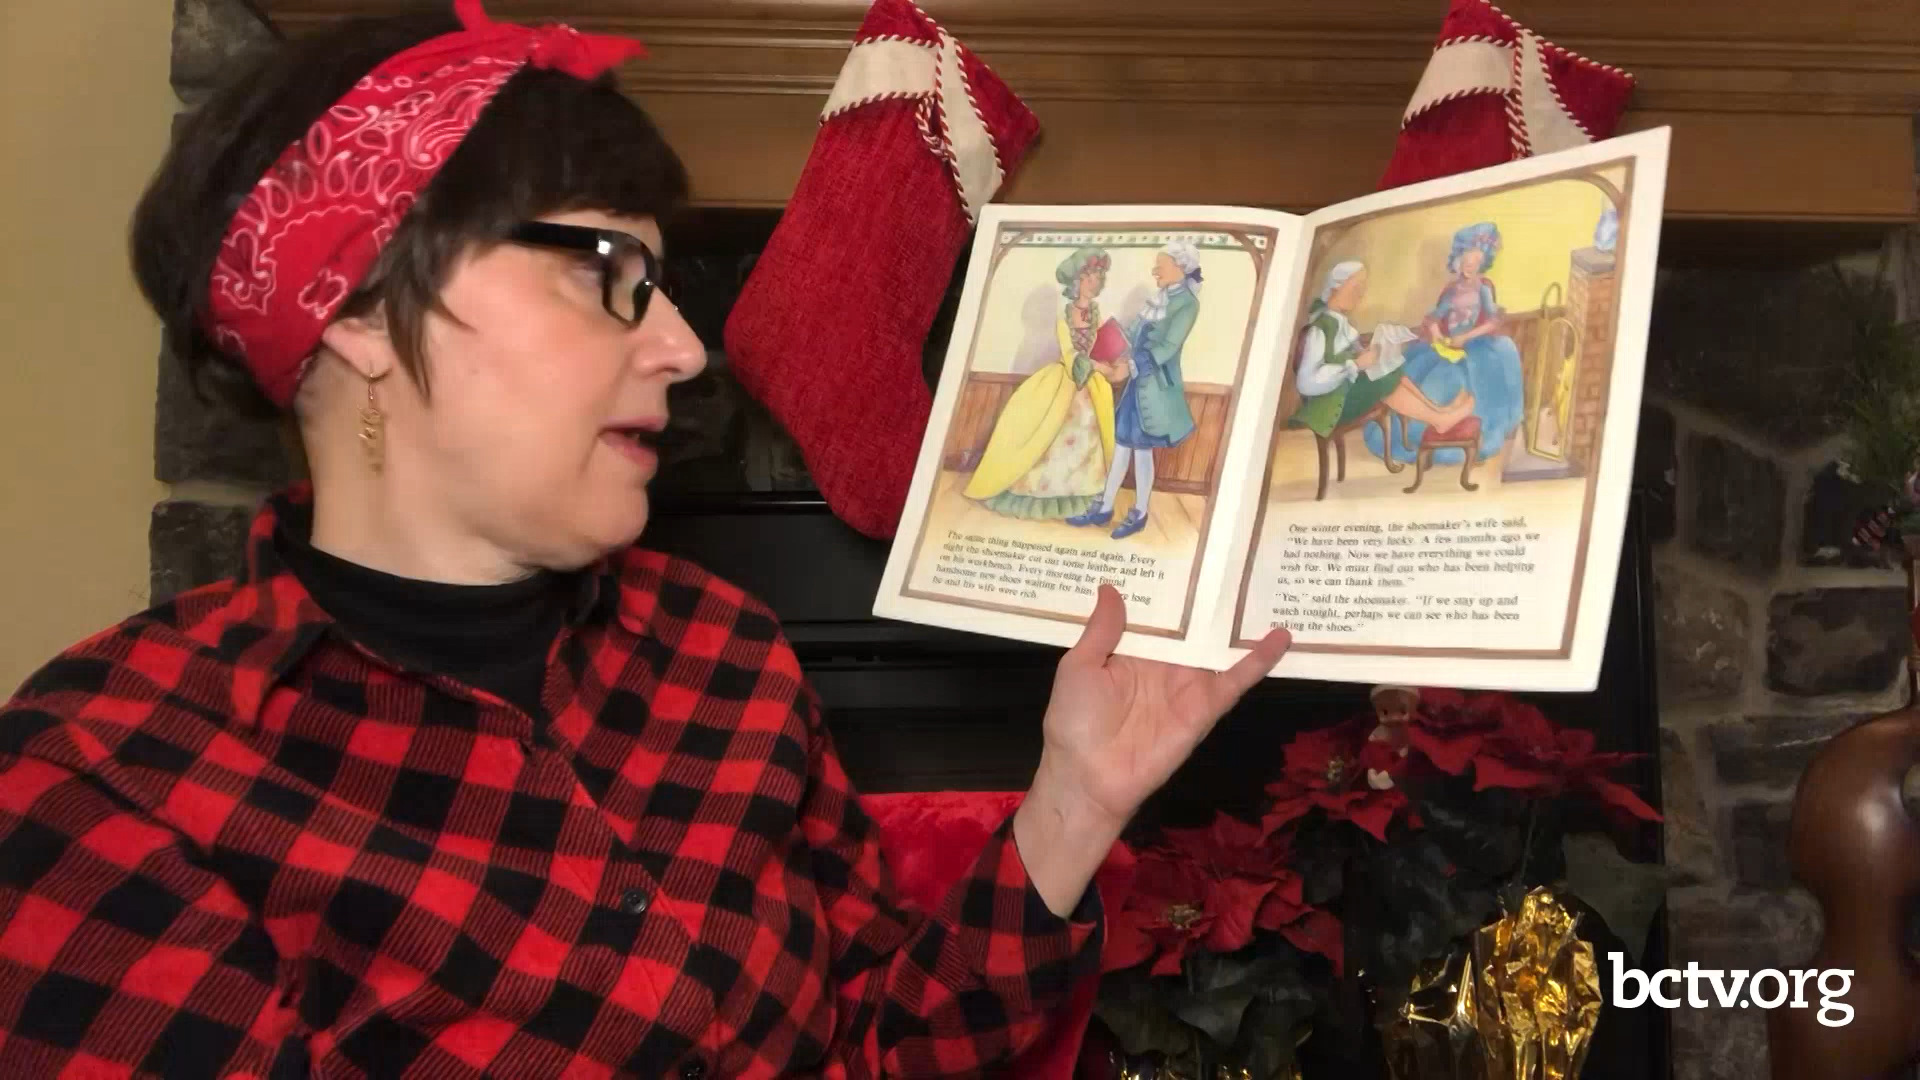 The same thing happened again and again. Every
night the shoemaker cut out some leather and left it
on his workbench. Every morning he found
handsome new shoes waiting for him. long
he and his wife were rich.
One winter evening, the shoemaker's wife said,
"We have been very lucky. A few months ago we
had nothing. Now we have everything we could
wish for. We must find out who has been helping
us, so we can thank them."
"Yes," said the shoemaker. "If we stay up and
watch tonight, perhaps we can see who has been
making the shoes."
bctv.org